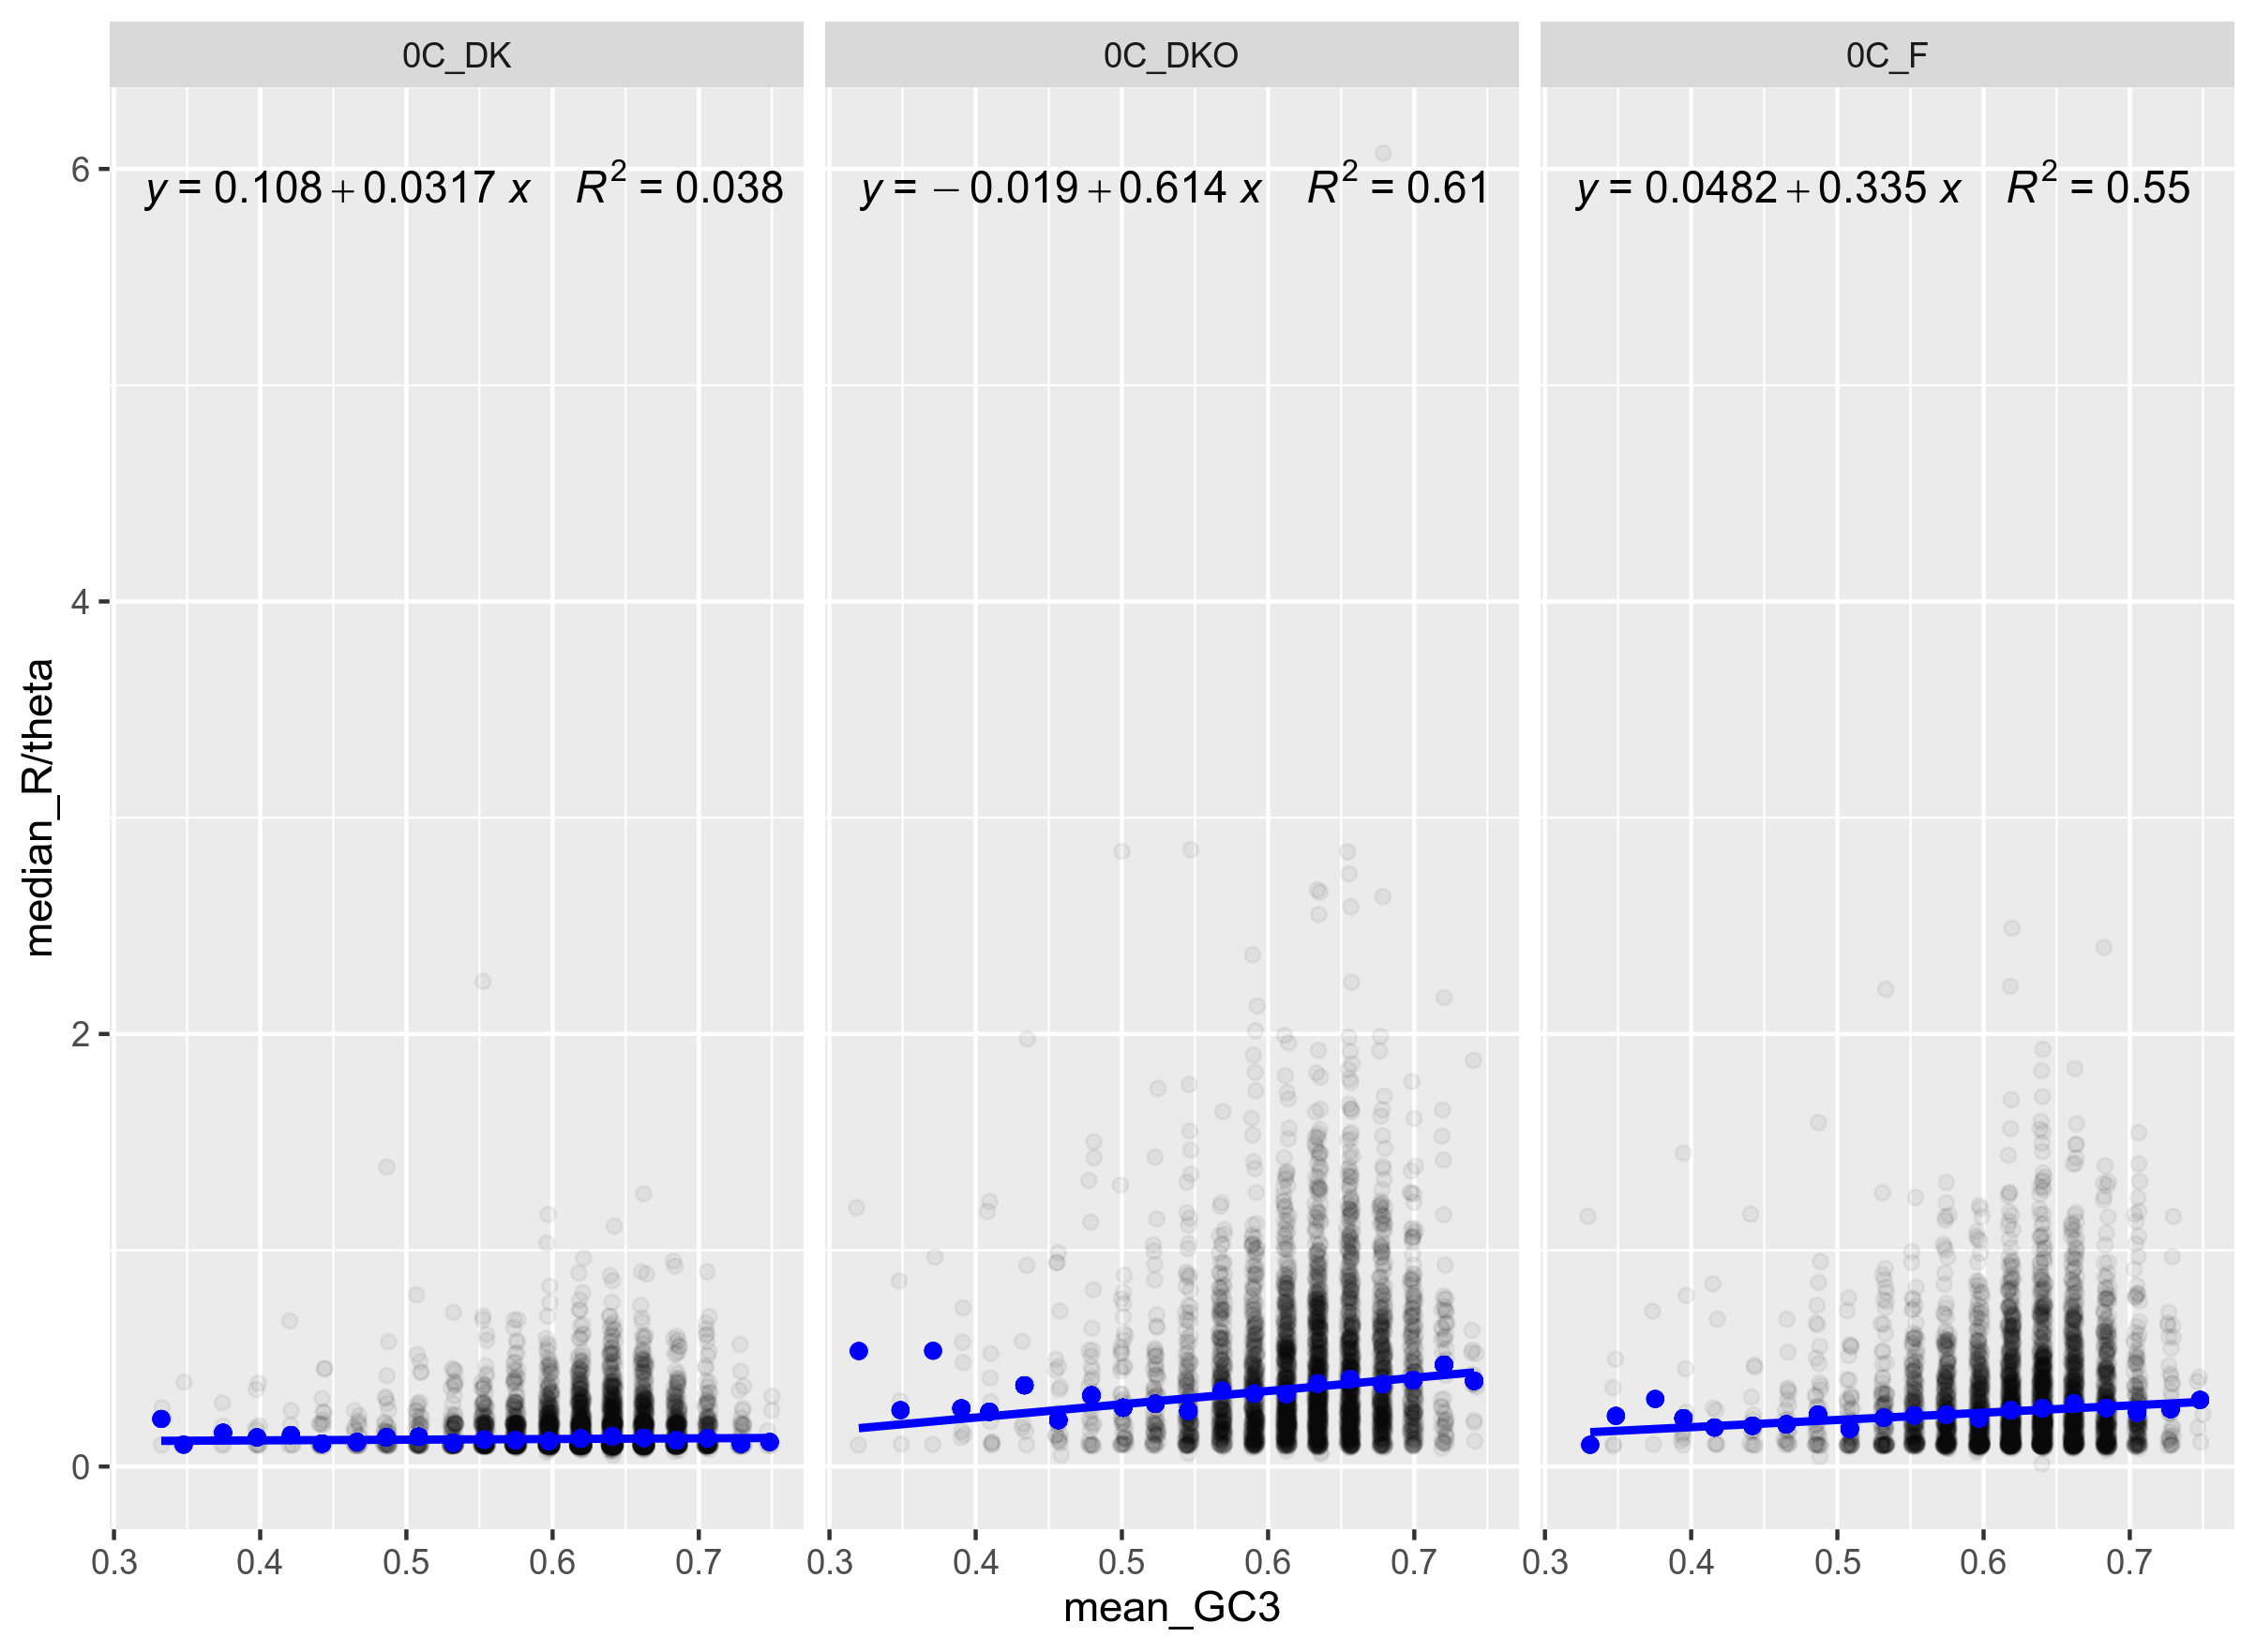 0C_DK 0C_DKO 0C_F
y = 0.108 + 0.0317 x R² = 0.038
y = − 0.019 + 0.614 x R² = 0.61
y = 0.0482 + 0.335 x R² = 0.55
6
4
2
0
median_R/theta
0.3 0.4 0.5 0.6 0.7 0.3 0.4 0.5 0.6 0.7 0.3 0.4 0.5 0.6 0.7
mean_GC3